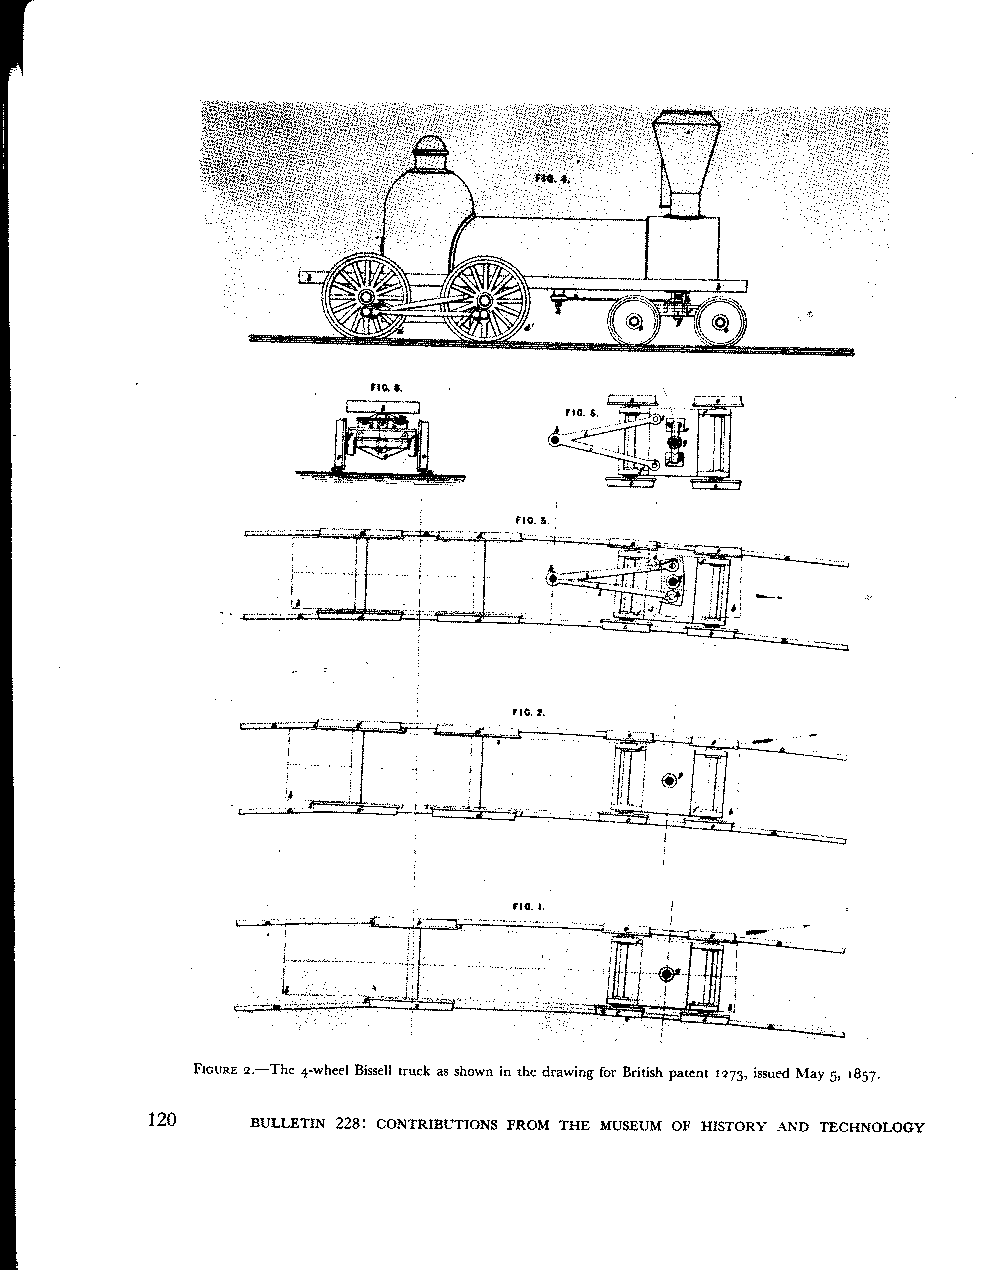 FIG. 4.
FIG. 6.
FIG. 5.
FIG. 3.
FIG. 2.
FIG. 1.
FIGURE 2.—The 4-wheel Bissell truck as shown in the drawing for British patent 1273, issued May 5, 1857.
120
BULLETIN 228: CONTRIBUTIONS FROM THE MUSEUM OF HISTORY AND TECHNOLOGY